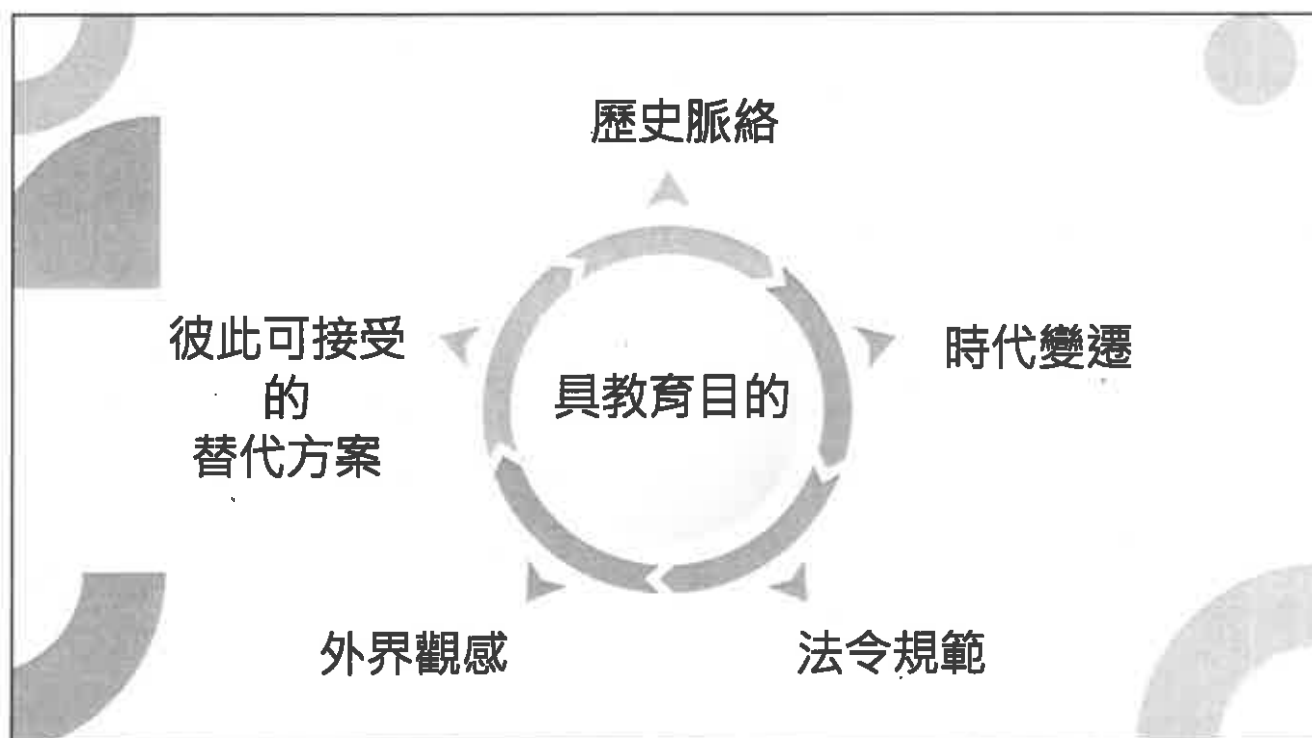 歷史脈絡
彼此可接受
的
替代方案
具教育目的
時代變遷
外界觀感
法令規範